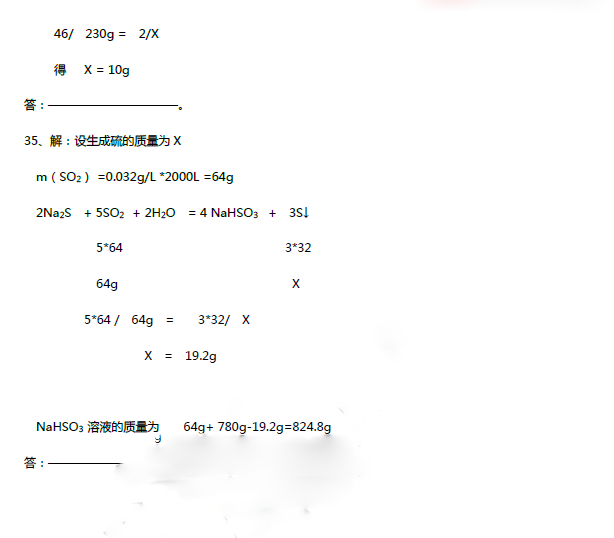 46/ 230g = 2/X
得 X = 10g
答：———————————。
35、解：设生成硫的质量为 X
m（SO₂） =0.032g/L *2000L =64g
2Na₂S + 5SO₂ + 2H₂O = 4 NaHSO₃ + 3S↓
5*64 3*32
64g X
5*64 / 64g = 3*32/ X
X = 19.2g
NaHSO₃ 溶液的质量为 64g+ 780g-19.2g=824.8g
答：——————